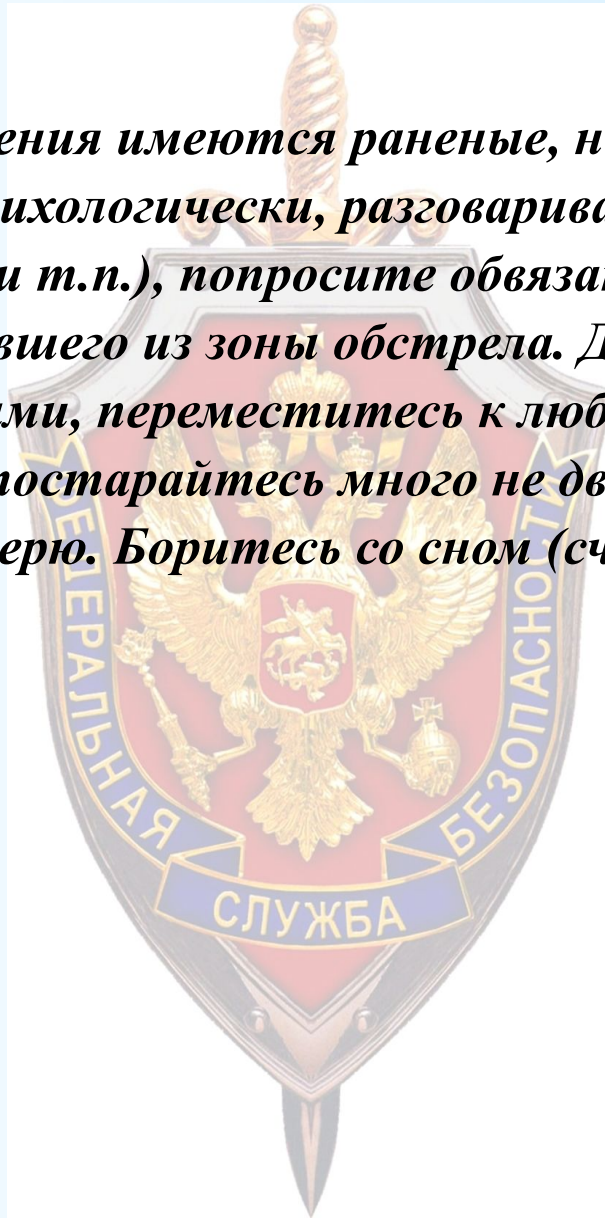 ения имеются раненые, н
ихологически, разговарива
и т.п.), попросите обвяза
вшего из зоны обстрела. Д
ми, переместитесь к люб
постарайтесь много не дв
ерю. Боритесь со сном (сч
ФЕДЕРАЛЬНАЯ
СЛУЖБА
БЕЗОПАСНОСТИ